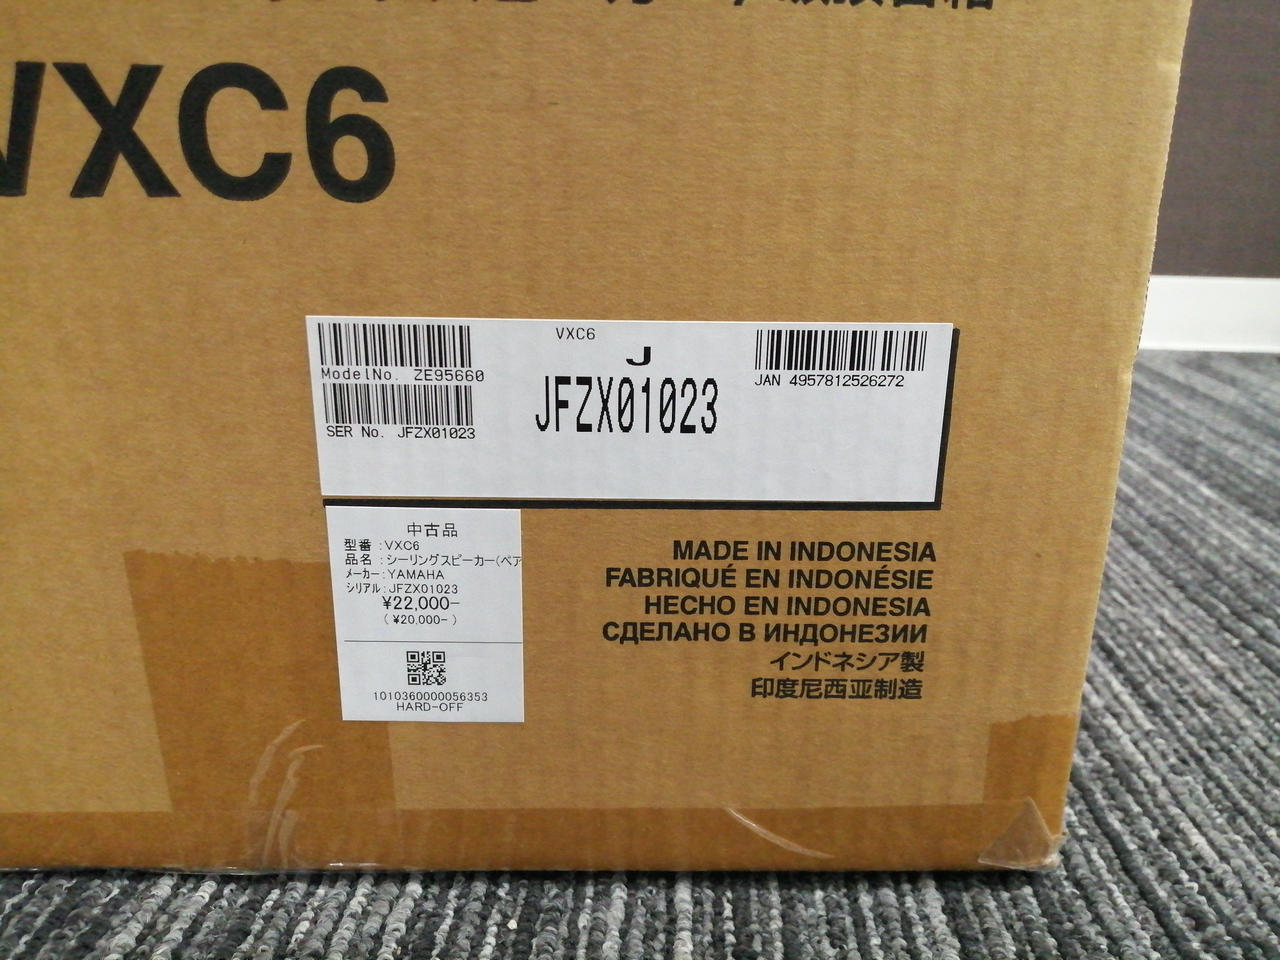 VXC6
VXC6
J
JFZX01023
ModelNo. ZE95660
SER No. JFZX01023
JAN 4957812526272
中古品
型番 :VXC6
品名 :シーリングスピーカー(ペア
メーカー:YAMAHA
シリアル:JFZX01023
¥22,000-
(¥20,000-)
1010360000056353
HARD-OFF
MADE IN INDONESIA
FABRIQUÉ EN INDONÉSIE
HECHO EN INDONESIA
СДЕЛАНО В ИНДОНЕЗИИ
インドネシア製
印度尼西亚制造